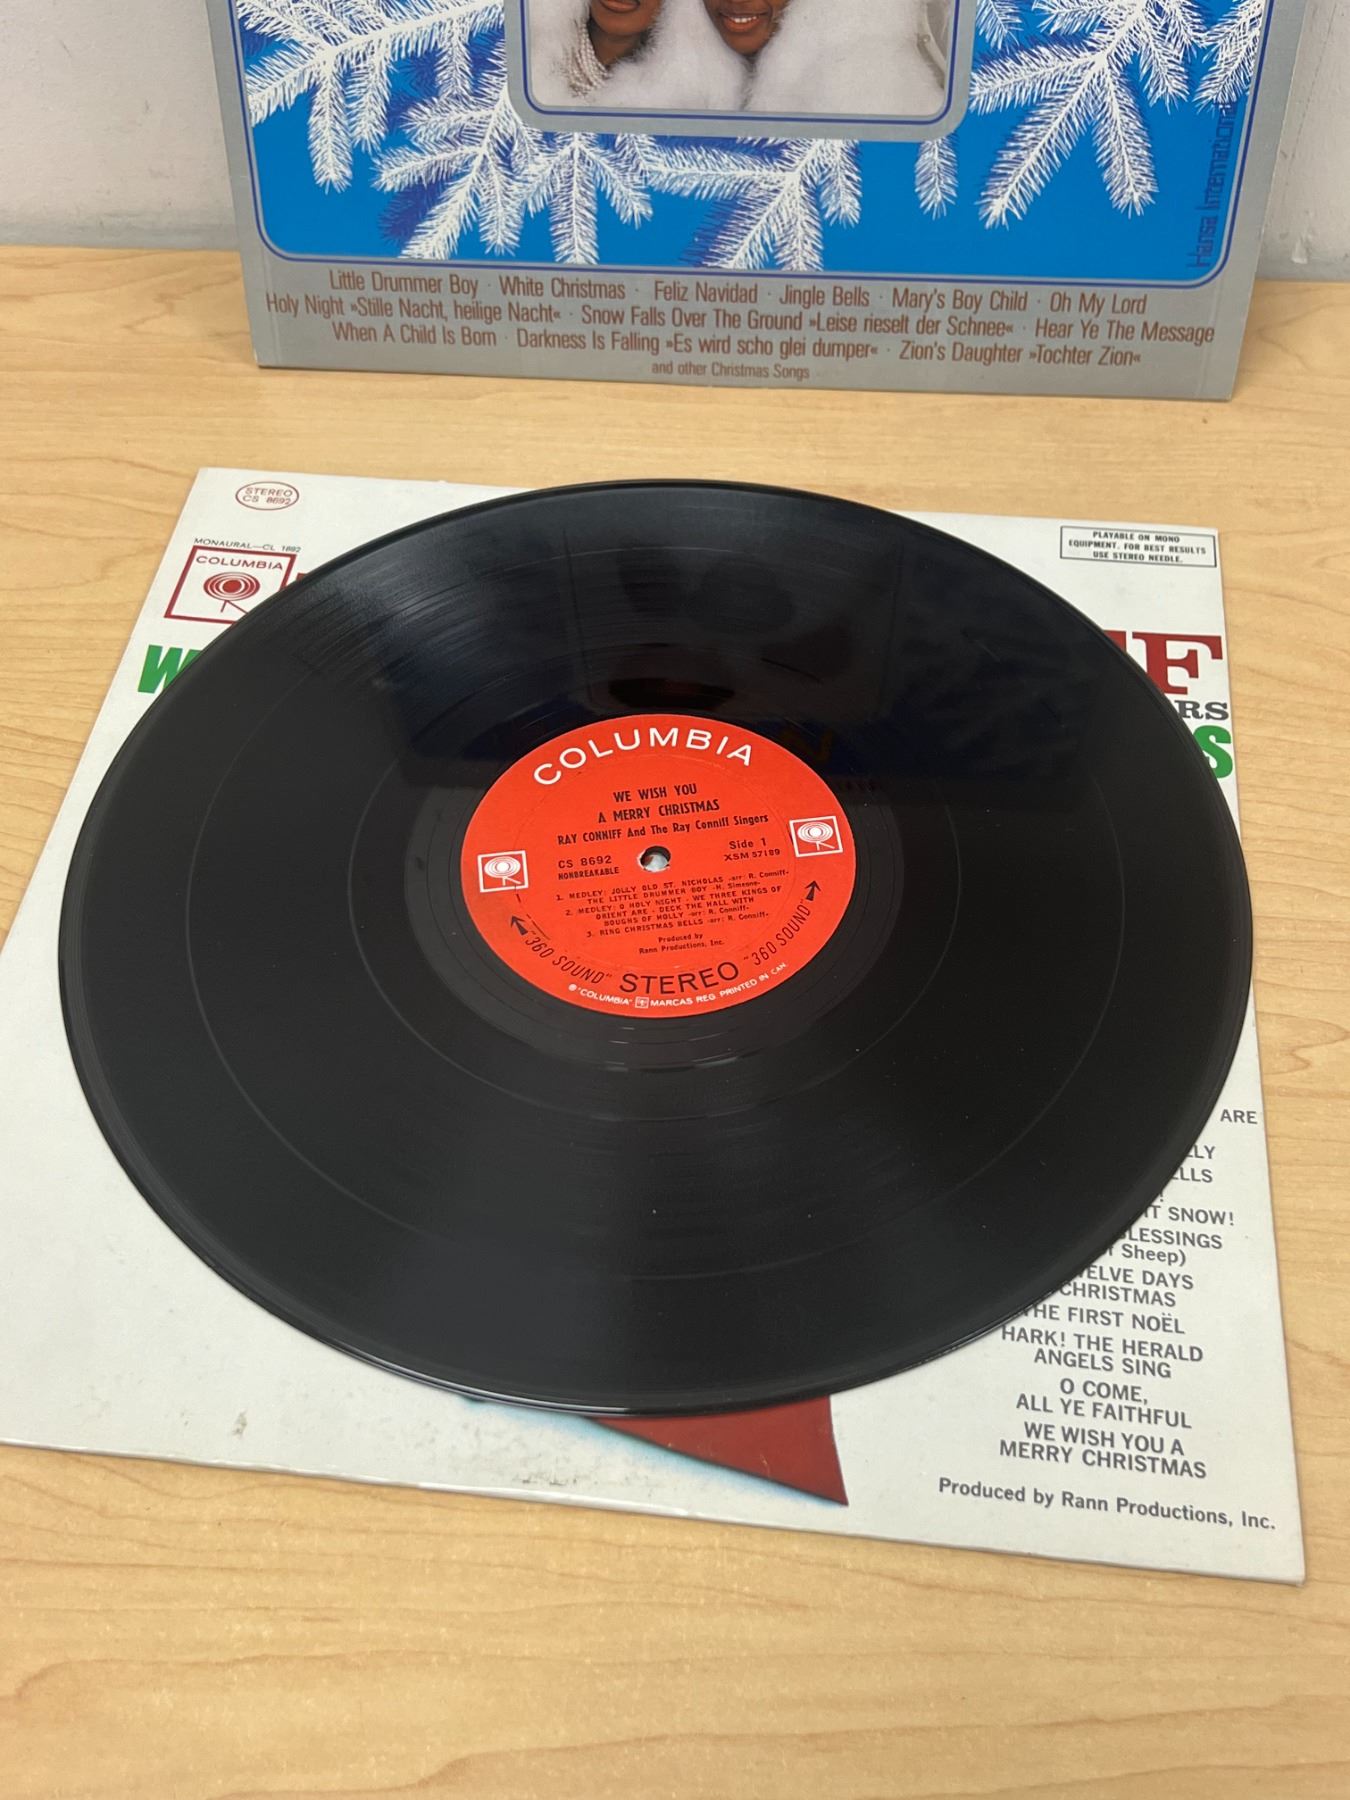 Hansa International
Little Drummer Boy · White Christmas · Feliz Navidad · Jingle Bells · Mary's Boy Child · Oh My Lord
Holy Night »Stille Nacht, heilige Nacht« · Snow Falls Over The Ground »Leise rieselt der Schnee« · Hear Ye The Message
When A Child Is Born · Darkness Is Falling »Es wird scho glei dumper« · Zion's Daughter »Tochter Zion«
and other Christmas Songs
STEREO
CS 8692
MONAURAL—CL 1892
COLUMBIA
PLAYABLE ON MONO
EQUIPMENT. FOR BEST RESULTS
USE STEREO NEEDLE.
W
F
RS
S
COLUMBIA
WE WISH YOU
A MERRY CHRISTMAS
RAY CONNIFF And The Ray Conniff Singers
CS 8692
NONBREAKABLE
Side 1
XSM 57189
1. MEDLEY: JOLLY OLD ST. NICHOLAS -arr: R. Conniff-
THE LITTLE DRUMMER BOY -H. Simeone-
2. MEDLEY: O HOLY NIGHT - WE THREE KINGS OF
ORIENT ARE - DECK THE HALL WITH
BOUGHS OF HOLLY -arr: R. Conniff-
3. RING CHRISTMAS BELLS -arr: R. Conniff-
Produced by
Rann Productions, Inc.
"360 SOUND" STEREO "360 SOUND"
® "COLUMBIA" MARCAS REG. PRINTED IN CAN.
ARE
LLY
ELLS
!
IT SNOW!
BLESSINGS
f Sheep)
WELVE DAYS
CHRISTMAS
THE FIRST NOËL
HARK! THE HERALD
ANGELS SING
O COME,
ALL YE FAITHFUL
WE WISH YOU A
MERRY CHRISTMAS
Produced by Rann Productions, Inc.